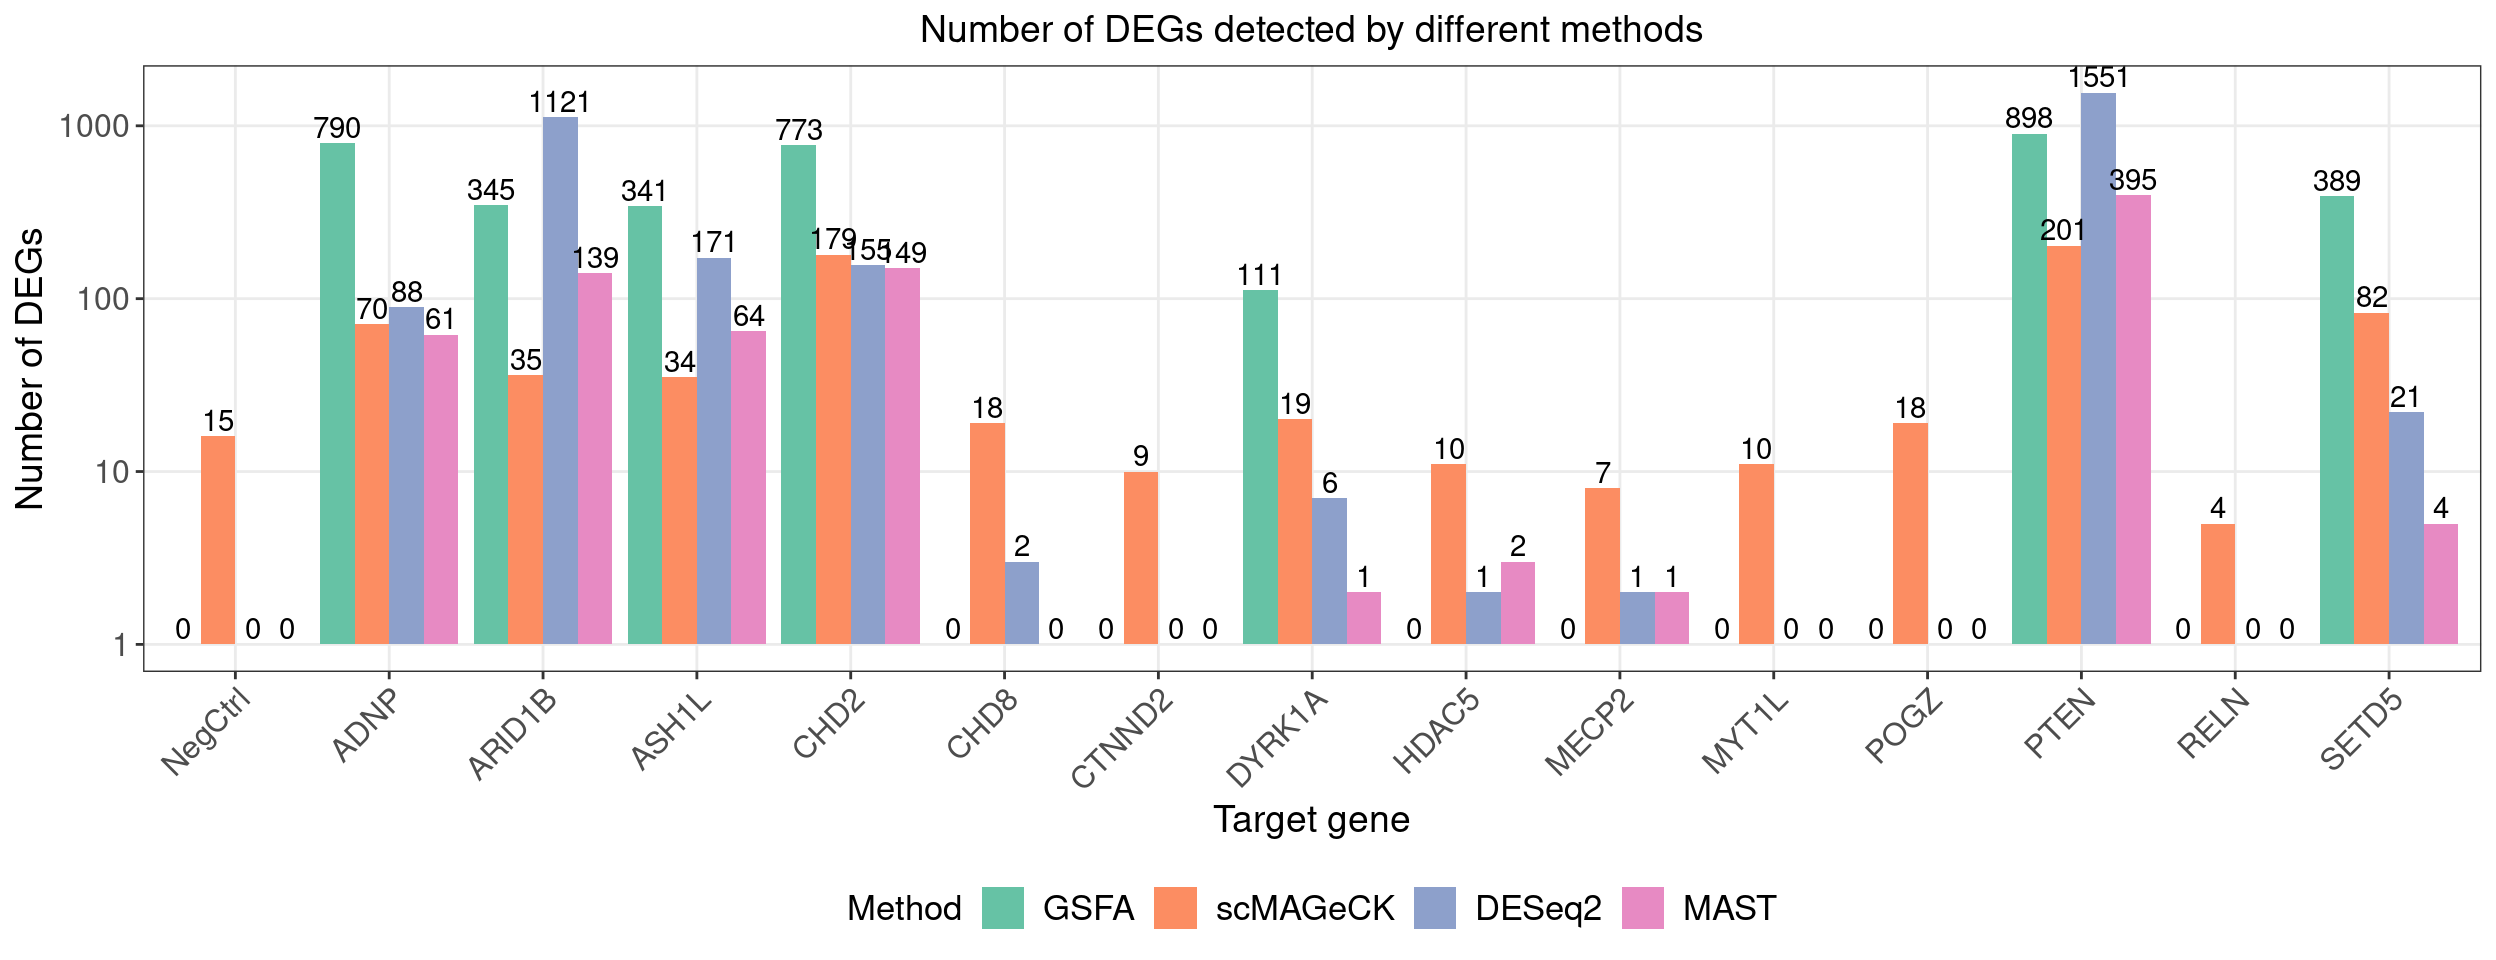 Number of DEGs detected by different methods
Number of DEGs
1000
100
10
1
0 15 0 0
790 70 88 61
345 35 1121 139
341 34 171 64
773 179 155 149
0 18 2 0
0 9 0 0
111 19 6 1
0 10 1 2
0 7 1 1
0 10 0 0
0 18 0 0
898 201 1551 395
0 4 0 0
389 82 21 4
NegCtrl ADNP ARID1B ASH1L CHD2 CHD8 CTNND2 DYRK1A HDAC5 MECP2 MYT1L POGZ PTEN RELN SETD5
Target gene
Method GSFA scMAGeCK DESeq2 MAST